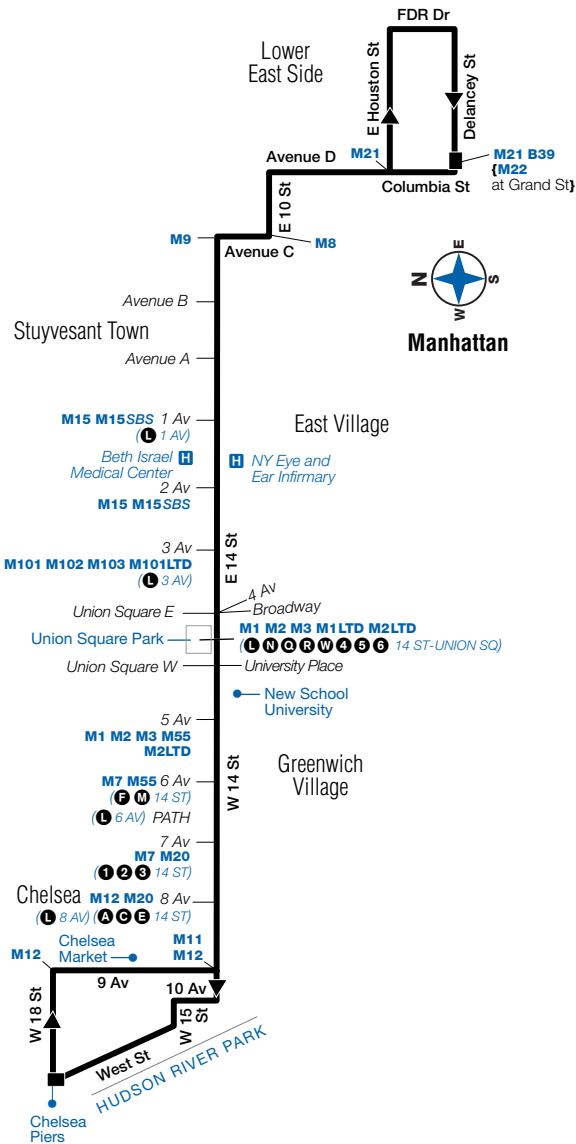 FDR Dr
Lower
East Side
E Houston St
Delancey St
Avenue D
M21
M21 B39
{M22
at Grand St}
Columbia St
E 10 St
M9
M8
Avenue C
N
E
S
W
Manhattan
Avenue B
Stuyvesant Town
Avenue A
M15 M15SBS 1 Av
(L 1 AV)
East Village
Beth Israel H
Medical Center
H NY Eye and
Ear Infirmary
2 Av
M15 M15SBS
E 14 St
3 Av
M101 M102 M103 M101LTD
(L 3 AV)
4 Av
Broadway
Union Square E
Union Square Park
M1 M2 M3 M1LTD M2LTD
(L N Q R W 4 5 6 14 ST-UNION SQ)
Union Square W
University Place
New School
University
5 Av
M1 M2 M3 M55
M2LTD
Greenwich
Village
W 14 St
M7 M55 6 Av
(F M 14 ST)
(L 6 AV) PATH
7 Av
M7 M20
(1 2 3 14 ST)
Chelsea
M12 M20 8 Av
(L 8 AV) (A C E 14 ST)
Chelsea
Market
M11
M12
M12
9 Av
10 Av
W 18 St
W 15
St
West St
HUDSON RIVER PARK
Chelsea
Piers